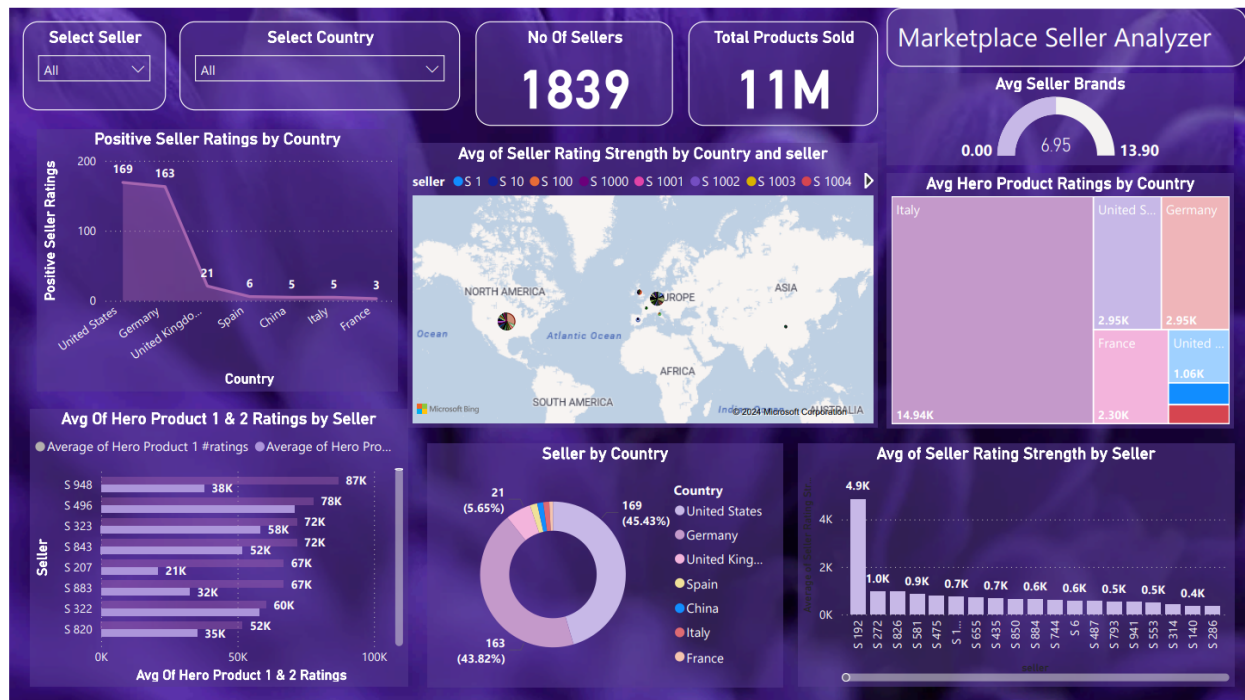 Select Seller
All
Select Country
All
No Of Sellers
1839
Total Products Sold
11M
Marketplace Seller Analyzer
Avg Seller Brands
0.00
6.95
13.90
Positive Seller Ratings by Country
Positive Seller Ratings
200
100
0
169
163
21
6
5
5
3
United States
Germany
United Kingdo...
Spain
China
Italy
France
Country
Avg of Seller Rating Strength by Country and seller
seller S 1 S 10 S 100 S 1000 S 1001 S 1002 S 1003 S 1004
NORTH AMERICA
EUROPE
ASIA
Ocean
Atlantic Ocean
AFRICA
SOUTH AMERICA
AUSTRALIA
Microsoft Bing
© 2024 Microsoft Corporation
Avg Hero Product Ratings by Country
Italy
14.94K
United S...
2.95K
Germany
2.95K
France
2.30K
United ...
1.06K
Avg Of Hero Product 1 & 2 Ratings by Seller
Average of Hero Product 1 #ratings Average of Hero Pro...
Seller
S 948 87K
38K
S 496 78K
S 323 72K
58K
S 843 72K
52K
S 207 67K
21K
S 883 67K
32K
S 322 60K
S 820 52K
35K
0K 50K 100K
Avg Of Hero Product 1 & 2 Ratings
Seller by Country
21
(5.65%)
169
(45.43%)
163
(43.82%)
Country
United States
Germany
United King...
Spain
China
Italy
France
Avg of Seller Rating Strength by Seller
4K
2K
0K
4.9K
1.0K
0.9K
0.7K
0.7K
0.6K
0.6K
0.5K
0.5K
0.4K
S 192
S 272
S 826
S 581
S 475
S 1...
S 655
S 435
S 850
S 884
S 744
S 6
S 487
S 793
S 941
S 553
S 314
S 140
S 286
seller